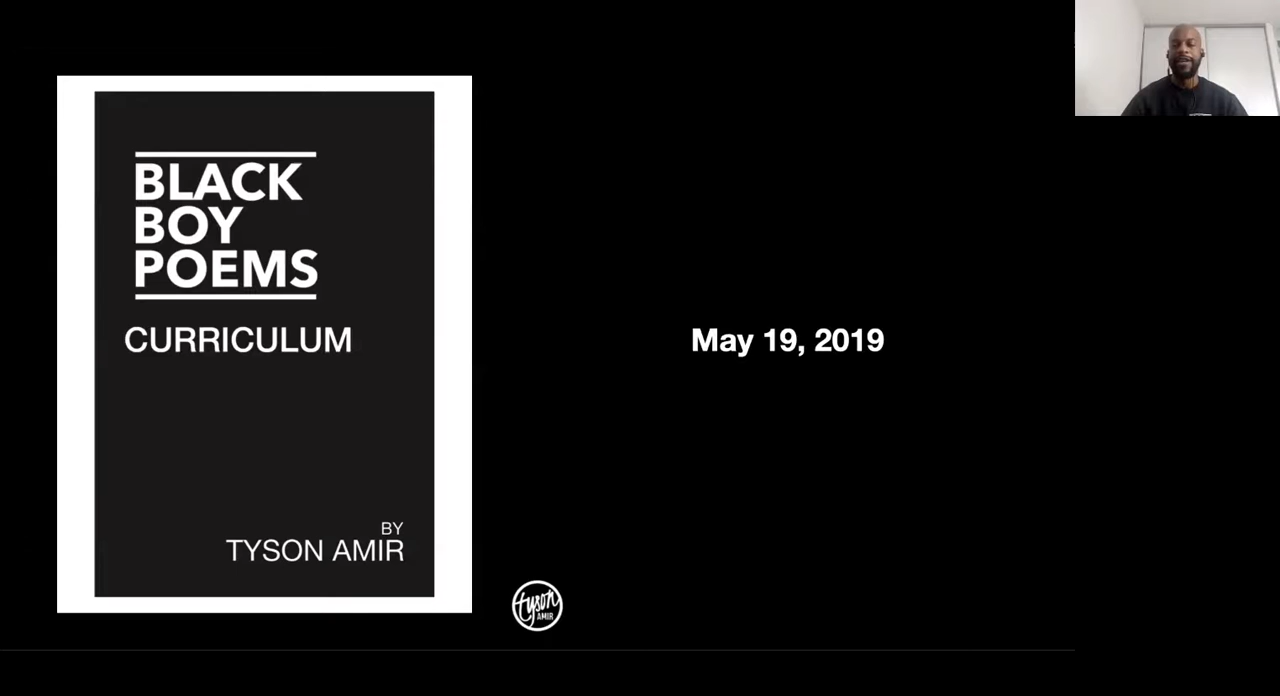 BLACK
BOY
POEMS
CURRICULUM
BY
TYSON AMIR
May 19, 2019
tyson
AMIR